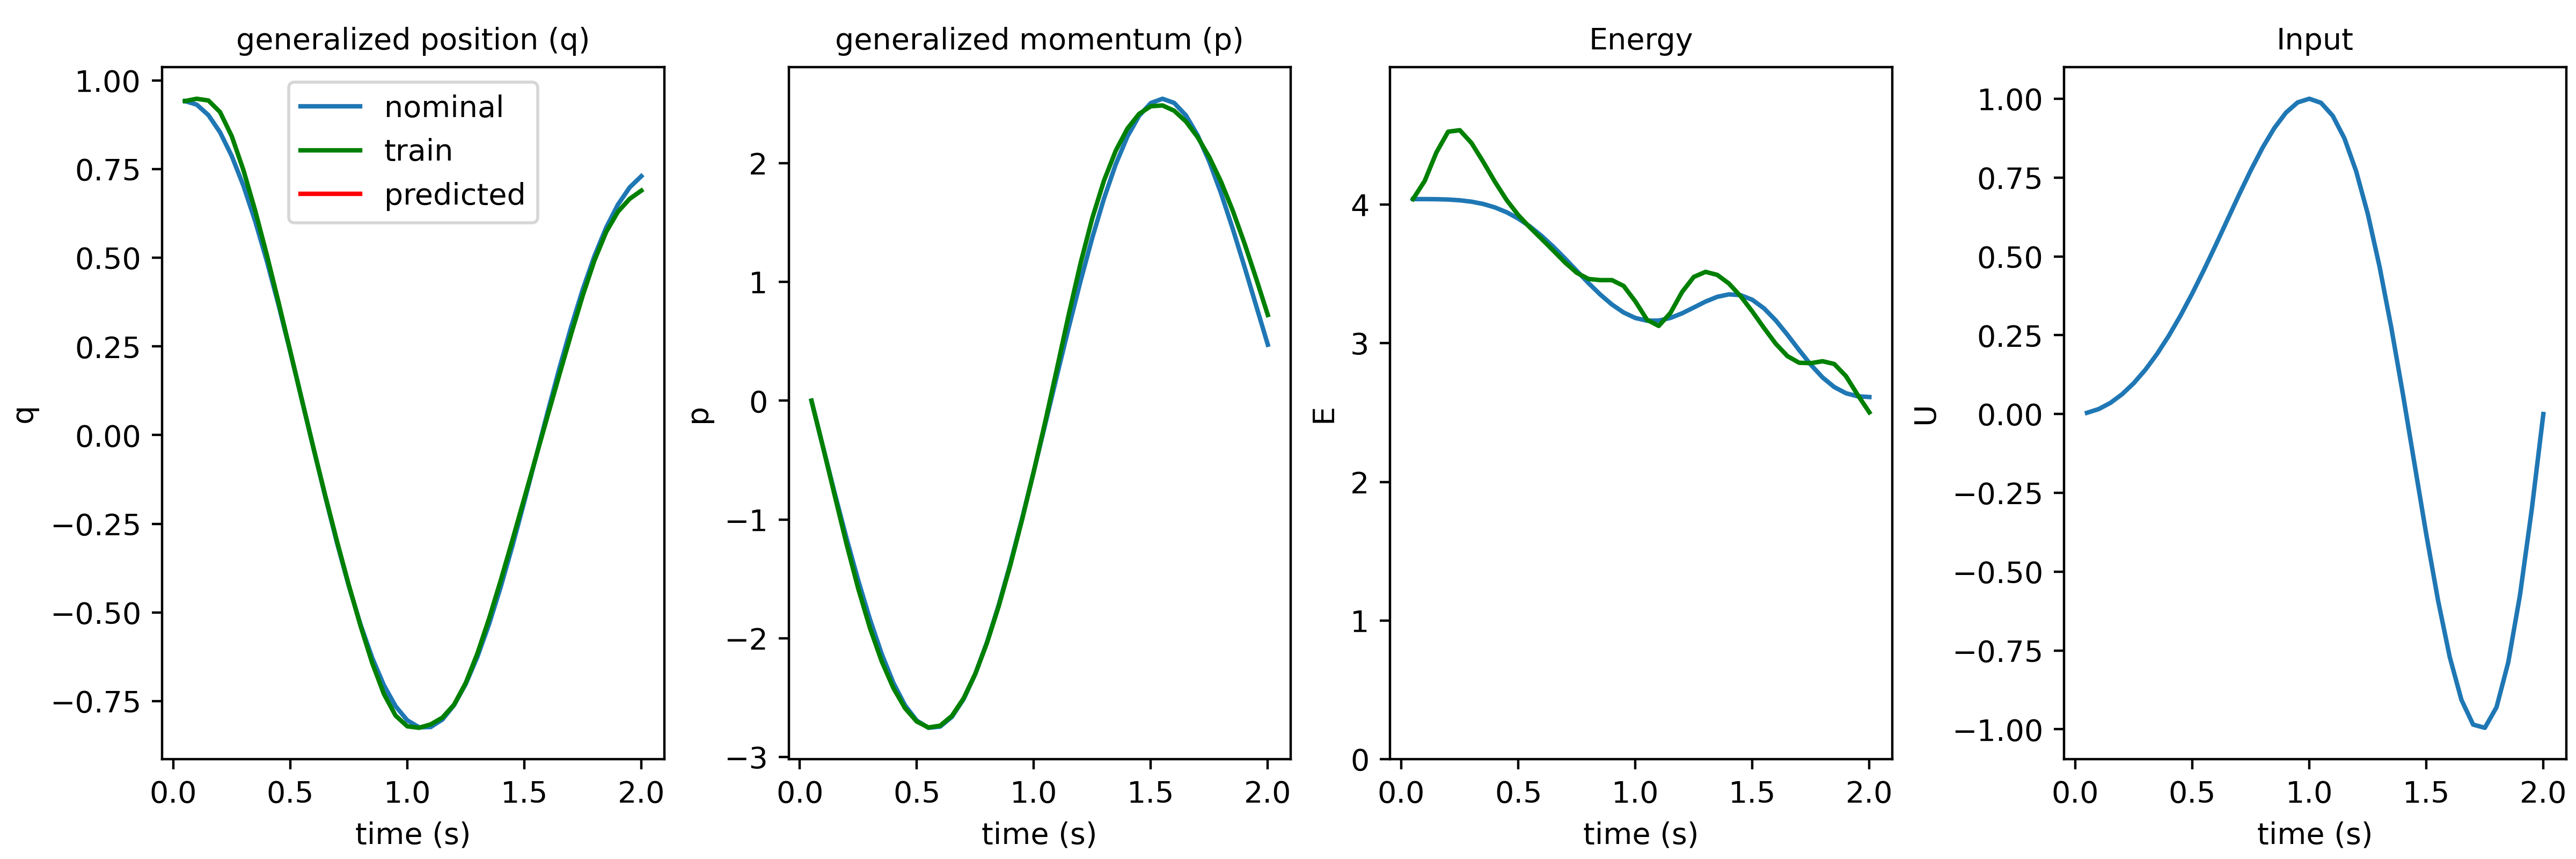 generalized position (q)
1.00
0.75
0.50
0.25
0.00
−0.25
−0.50
−0.75
q
nominal
train
predicted
0.0 0.5 1.0 1.5 2.0
time (s)
generalized momentum (p)
2
1
0
−1
−2
−3
p
0.0 0.5 1.0 1.5 2.0
time (s)
Energy
4
3
2
1
0
E
0.0 0.5 1.0 1.5 2.0
time (s)
Input
1.00
0.75
0.50
0.25
0.00
−0.25
−0.50
−0.75
−1.00
U
0.0 0.5 1.0 1.5 2.0
time (s)